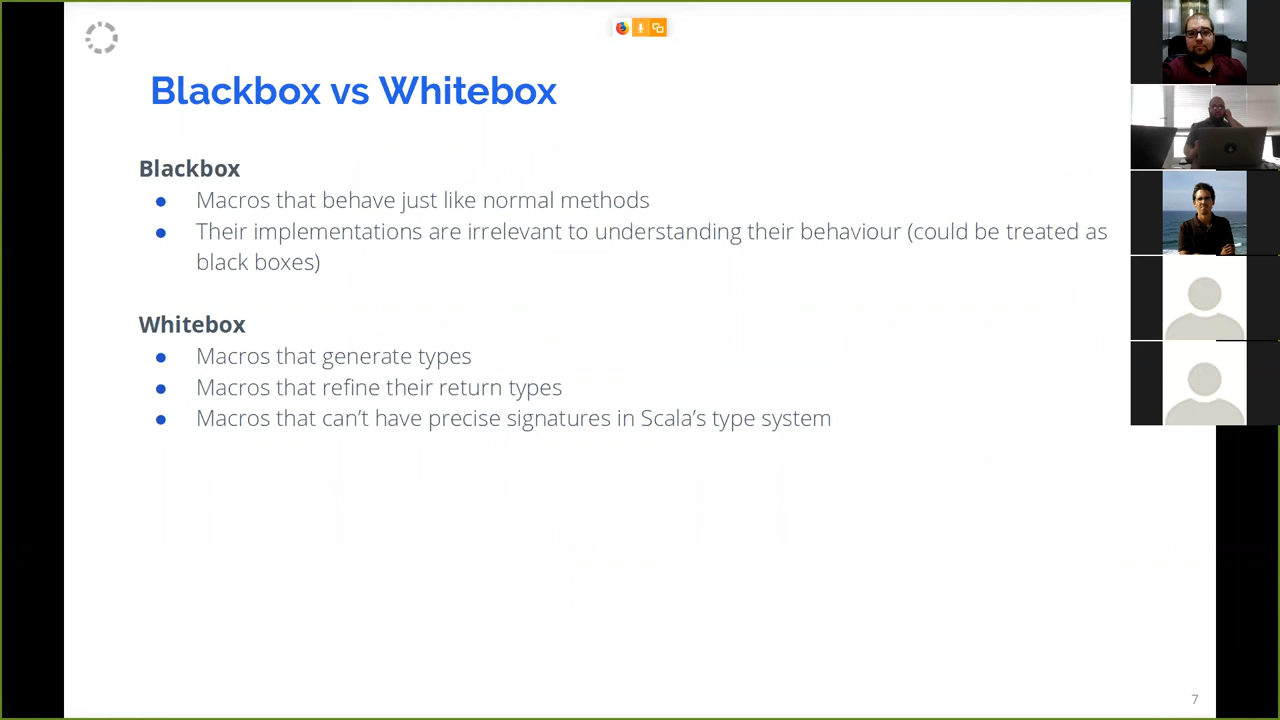 Blackbox vs Whitebox
Blackbox
● Macros that behave just like normal methods
● Their implementations are irrelevant to understanding their behaviour (could be treated as
black boxes)
Whitebox
● Macros that generate types
● Macros that refine their return types
● Macros that can’t have precise signatures in Scala’s type system
7